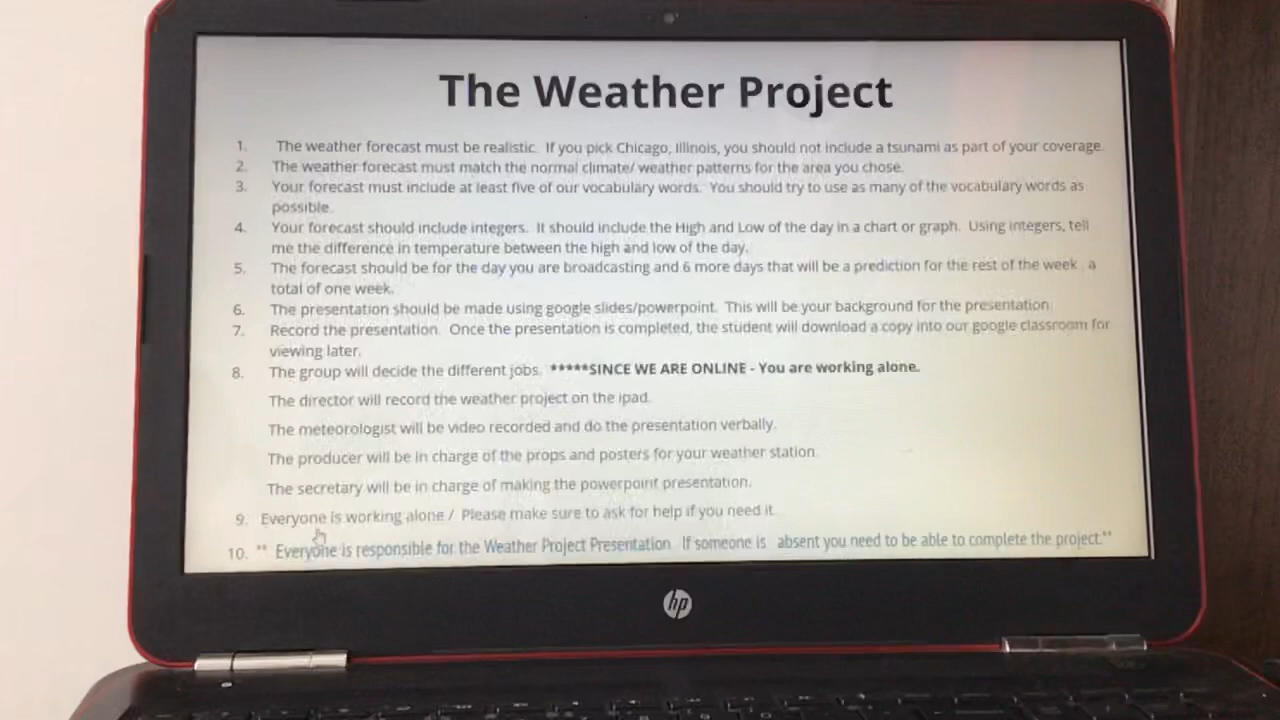 The Weather Project
1. The weather forecast must be realistic. If you pick Chicago, Illinois, you should not include a tsunami as part of your coverage.
2. The weather forecast must match the normal climate/ weather patterns for the area you chose.
3. Your forecast must include at least five of our vocabulary words. You should try to use as many of the vocabulary words as
possible.
4. Your forecast should include integers. It should include the High and Low of the day in a chart or graph. Using integers, tell
me the difference in temperature between the high and low of the day.
5. The forecast should be for the day you are broadcasting and 6 more days that will be a prediction for the rest of the week , a
total of one week.
6. The presentation should be made using google slides/powerpoint. This will be your background for the presentation.
7. Record the presentation. Once the presentation is completed, the student will download a copy into our google classroom for
viewing later.
8. The group will decide the different jobs. *****SINCE WE ARE ONLINE - You are working alone.
The director will record the weather project on the ipad.
The meteorologist will be video recorded and do the presentation verbally.
The producer will be in charge of the props and posters for your weather station.
The secretary will be in charge of making the powerpoint presentation.
9. Everyone is working alone / Please make sure to ask for help if you need it.
10. ** Everyone is responsible for the Weather Project Presentation. If someone is absent you need to be able to complete the project.**
hp